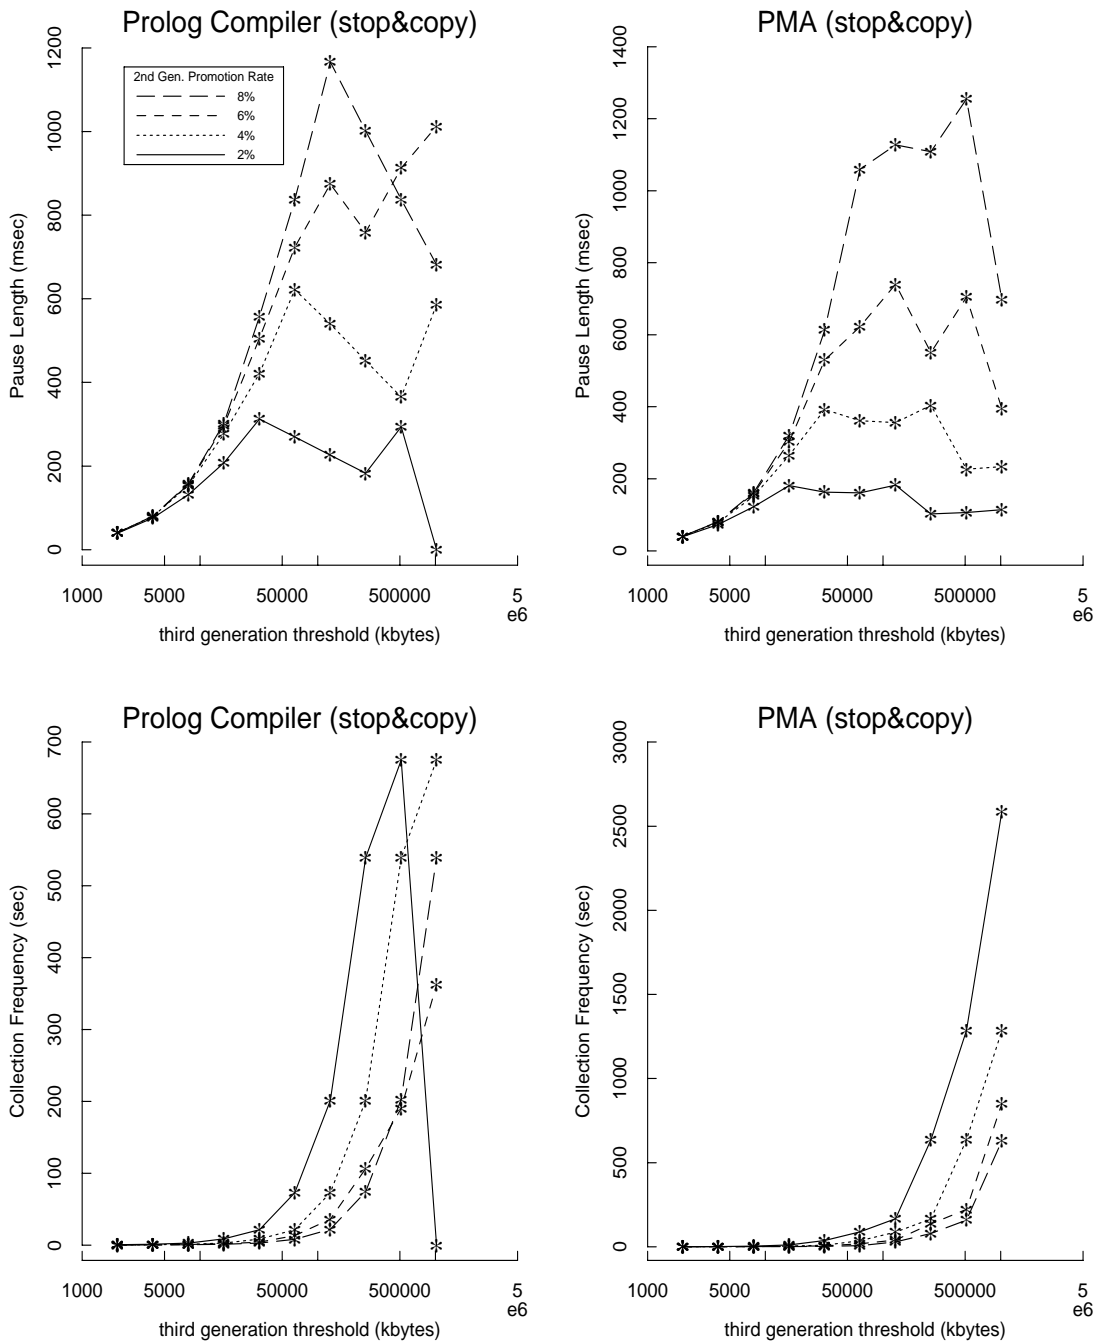 Prolog Compiler (stop&copy)
1200
1000
800
600
400
200
0
Pause Length (msec)
2nd Gen. Promotion Rate
8%
6%
4%
2%
1000 5000 50000 500000 5
e6
third generation threshold (kbytes)
PMA (stop&copy)
1400
1200
1000
800
600
400
200
0
Pause Length (msec)
1000 5000 50000 500000 5
e6
third generation threshold (kbytes)
Prolog Compiler (stop&copy)
700
600
500
400
300
200
100
0
Collection Frequency (sec)
1000 5000 50000 500000 5
e6
third generation threshold (kbytes)
PMA (stop&copy)
3000
2500
2000
1500
1000
500
0
Collection Frequency (sec)
1000 5000 50000 500000 5
e6
third generation threshold (kbytes)